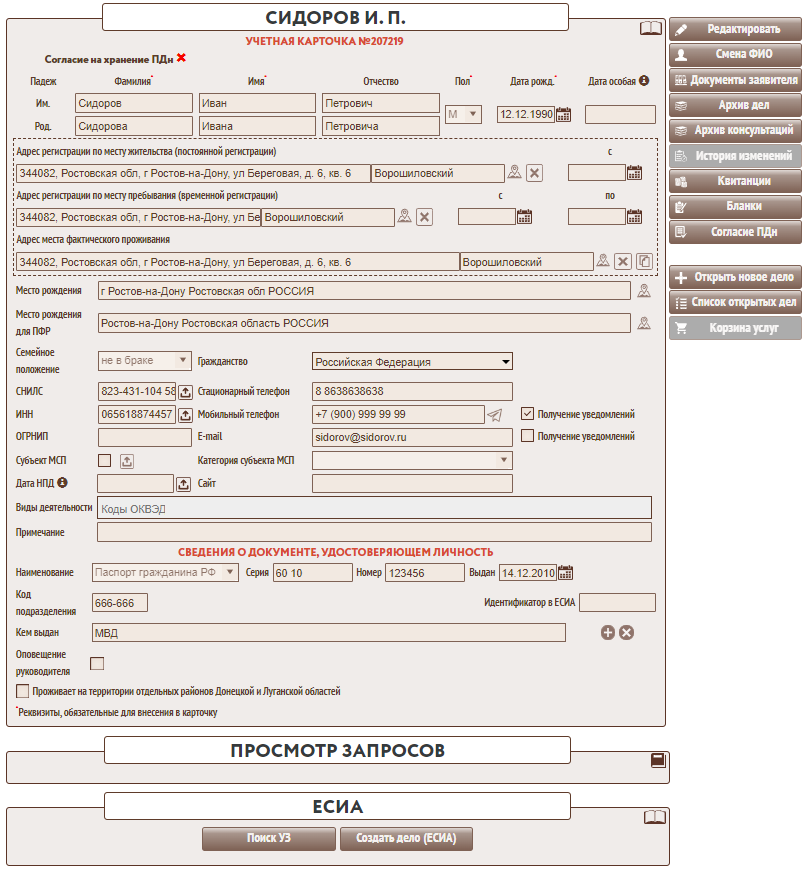 СИДОРОВ И. П.
УЧЕТНАЯ КАРТОЧКА №207219
Согласие на хранение ПДн
Падеж Фамилия* Имя* Отчество Пол* Дата рожд.* Дата особая
Им. Сидоров Иван Петрович М 12.12.1990
Род. Сидорова Ивана Петровича
Адрес регистрации по месту жительства (постоянной регистрации) с
344082, Ростовская обл, г Ростов-на-Дону, ул Береговая, д. 6, кв. 6 Ворошиловский
Адрес регистрации по месту пребывания (временной регистрации) с по
344082, Ростовская обл, г Ростов-на-Дону, ул Бе Ворошиловский
Адрес места фактического проживания
344082, Ростовская обл, г Ростов-на-Дону, ул Береговая, д. 6, кв. 6 Ворошиловский
Место рождения г Ростов-на-Дону Ростовская обл РОССИЯ
Место рождения
для ПФР Ростов-на-Дону Ростовская область РОССИЯ
Семейное
положение не в браке Гражданство Российская Федерация
СНИЛС 823-431-104 58 Стационарный телефон 8 8638638638
ИНН 065618874457 Мобильный телефон +7 (900) 999 99 99 Получение уведомлений
ОГРНИП E-mail sidorov@sidorov.ru Получение уведомлений
Субъект МСП Категория субъекта МСП
Дата НПД Сайт
Виды деятельности Коды ОКВЭД
Примечание
СВЕДЕНИЯ О ДОКУМЕНТЕ, УДОСТОВЕРЯЮЩЕМ ЛИЧНОСТЬ
Наименование Паспорт гражданина РФ Серия 60 10 Номер 123456 Выдан 14.12.2010
Код
подразделения 666-666 Идентификатор в ЕСИА
Кем выдан МВД
Оповещение
руководителя
Проживает на территории отдельных районов Донецкой и Луганской областей
*Реквизиты, обязательные для внесения в карточку
ПРОСМОТР ЗАПРОСОВ
ЕСИА
Поиск УЗ Создать дело (ЕСИА)
Редактировать
Смена ФИО
Документы заявителя
Архив дел
Архив консультаций
История изменений
Квитанции
Бланки
Согласие ПДн
Открыть новое дело
Список открытых дел
Корзина услуг